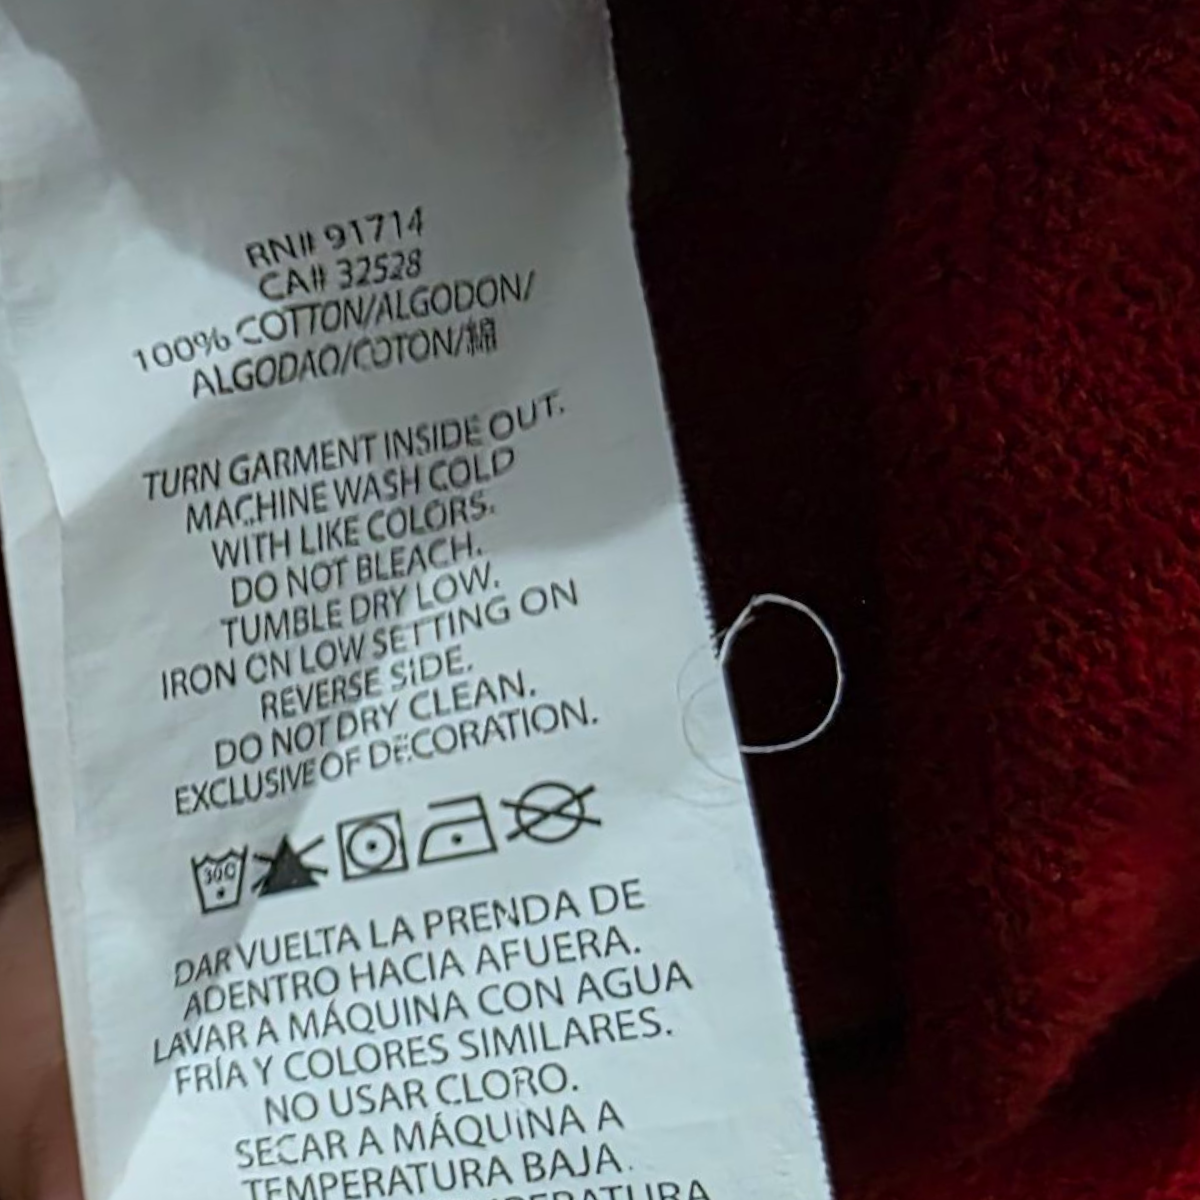 RN# 91714
CA# 32528
100% COTTON/ALGODON/
ALGODAO/COTON/綿
TURN GARMENT INSIDE OUT.
MACHINE WASH COLD
WITH LIKE COLORS.
DO NOT BLEACH.
TUMBLE DRY LOW.
IRON ON LOW SETTING ON
REVERSE SIDE.
DO NOT DRY CLEAN.
EXCLUSIVE OF DECORATION.
30C
DAR VUELTA LA PRENDA DE
ADENTRO HACIA AFUERA.
LAVAR A MÁQUINA CON AGUA
FRÍA Y COLORES SIMILARES.
NO USAR CLORO.
SECAR A MÁQUINA A
TEMPERATURA BAJA.